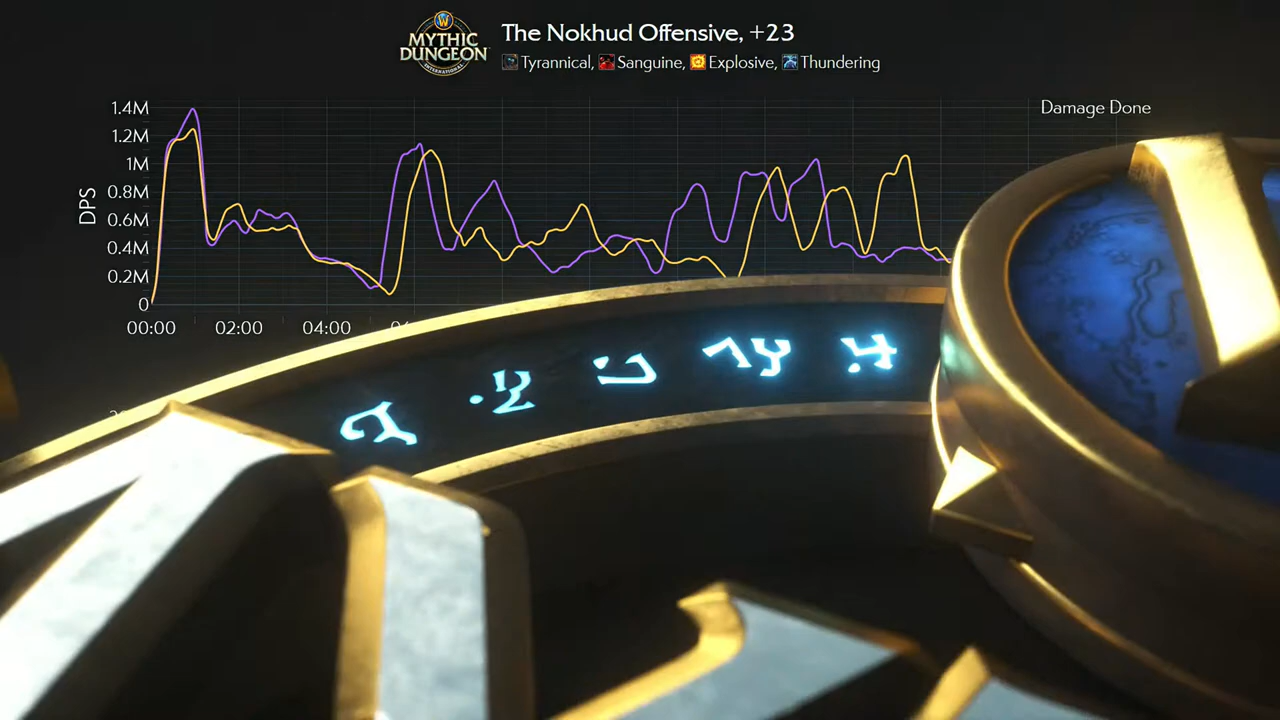 MYTHIC
DUNGEON
INTERNATIONAL
The Nokhud Offensive, +23
Tyrannical, Sanguine, Explosive, Thundering
Damage Done
1.4M
1.2M
1M
0.8M
0.6M
0.4M
0.2M
0
DPS
00:00 02:00 04:00